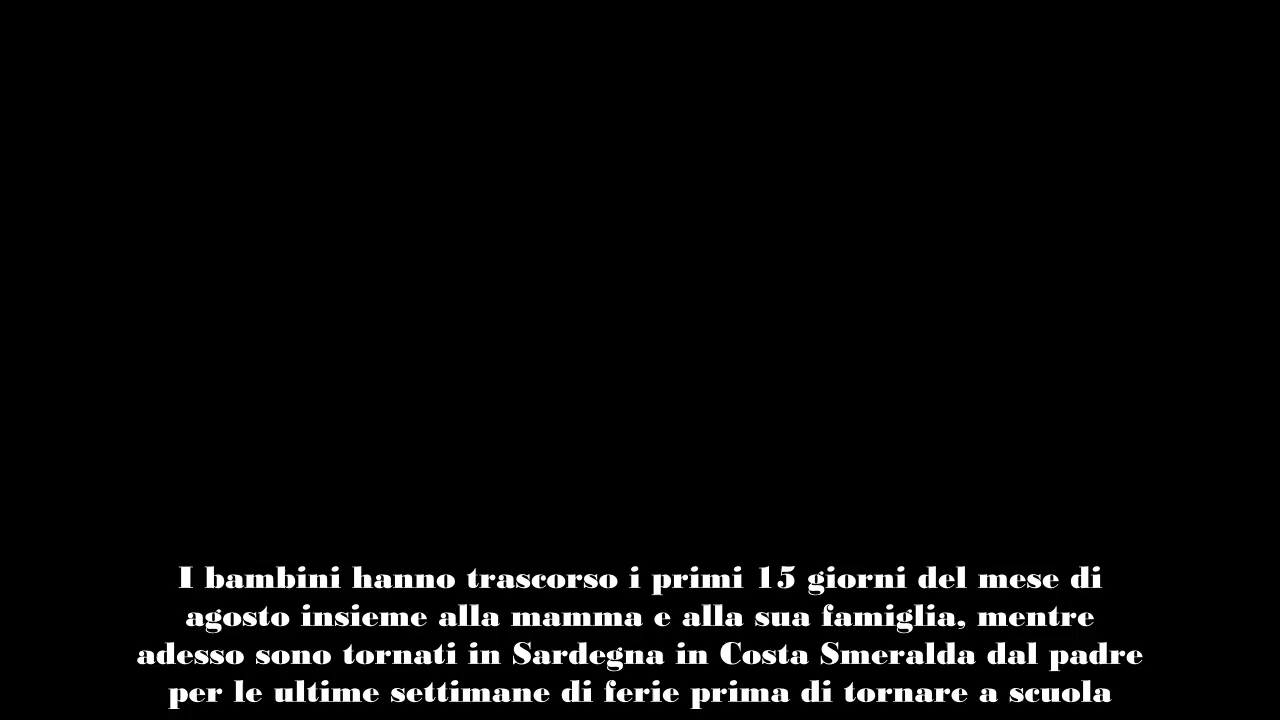 I bambini hanno trascorso i primi 15 giorni del mese di
agosto insieme alla mamma e alla sua famiglia, mentre
adesso sono tornati in Sardegna in Costa Smeralda dal padre
per le ultime settimane di ferie prima di tornare a scuola